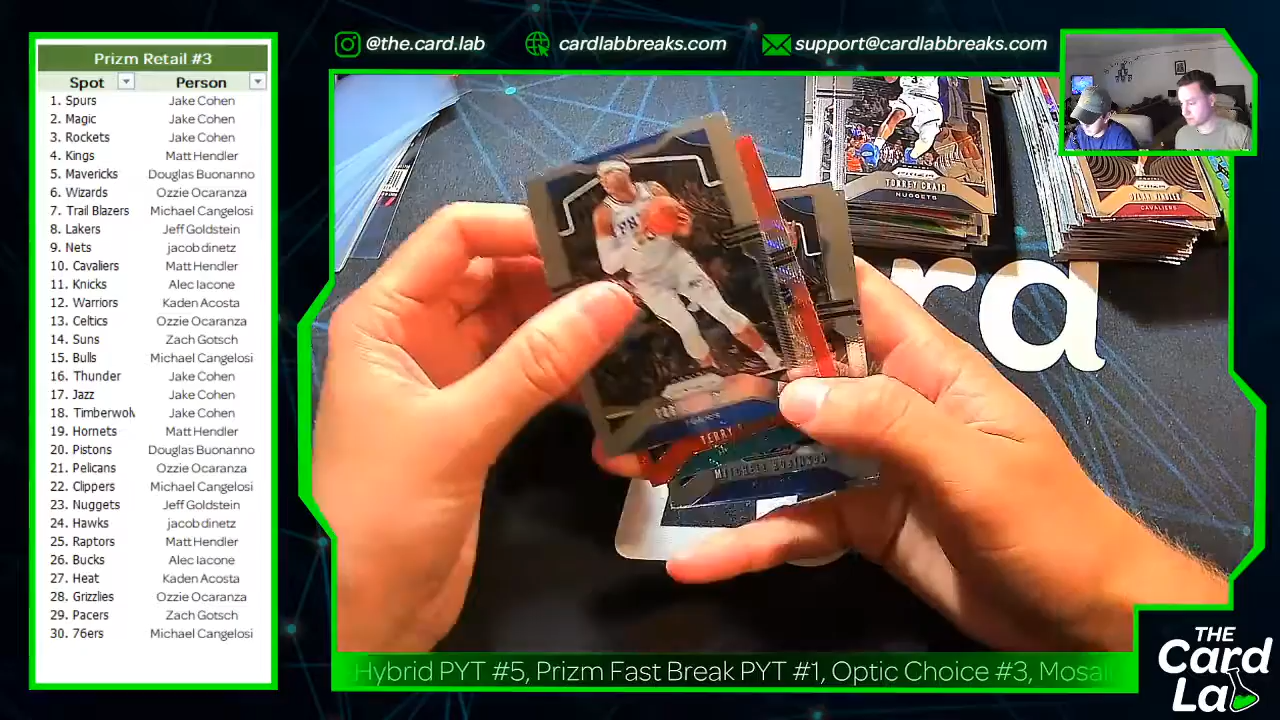 Prizm Retail #3
Spot Person
1. Spurs Jake Cohen
2. Magic Jake Cohen
3. Rockets Jake Cohen
4. Kings Matt Hendler
5. Mavericks Douglas Buonanno
6. Wizards Ozzie Ocaranza
7. Trail Blazers Michael Cangelosi
8. Lakers Jeff Goldstein
9. Nets jacob dinetz
10. Cavaliers Matt Hendler
11. Knicks Alec Iacone
12. Warriors Kaden Acosta
13. Celtics Ozzie Ocaranza
14. Suns Zach Gotsch
15. Bulls Michael Cangelosi
16. Thunder Jake Cohen
17. Jazz Jake Cohen
18. Timberwol Jake Cohen
19. Hornets Matt Hendler
20. Pistons Douglas Buonanno
21. Pelicans Ozzie Ocaranza
22. Clippers Michael Cangelosi
23. Nuggets Jeff Goldstein
24. Hawks jacob dinetz
25. Raptors Matt Hendler
26. Bucks Alec Iacone
27. Heat Kaden Acosta
28. Grizzlies Ozzie Ocaranza
29. Pacers Zach Gotsch
30. 76ers Michael Cangelosi
@the.card.lab cardlabbreaks.com support@cardlabbreaks.com
PRIZM
TORREY CRAIG
NUGGETS
PRIZM
CAVALIERS
TERRY
MITCHELL ROBINSON
rd
Hybrid PYT #5, Prizm Fast Break PYT #1, Optic Choice #3, Mosai
THE
Card
La